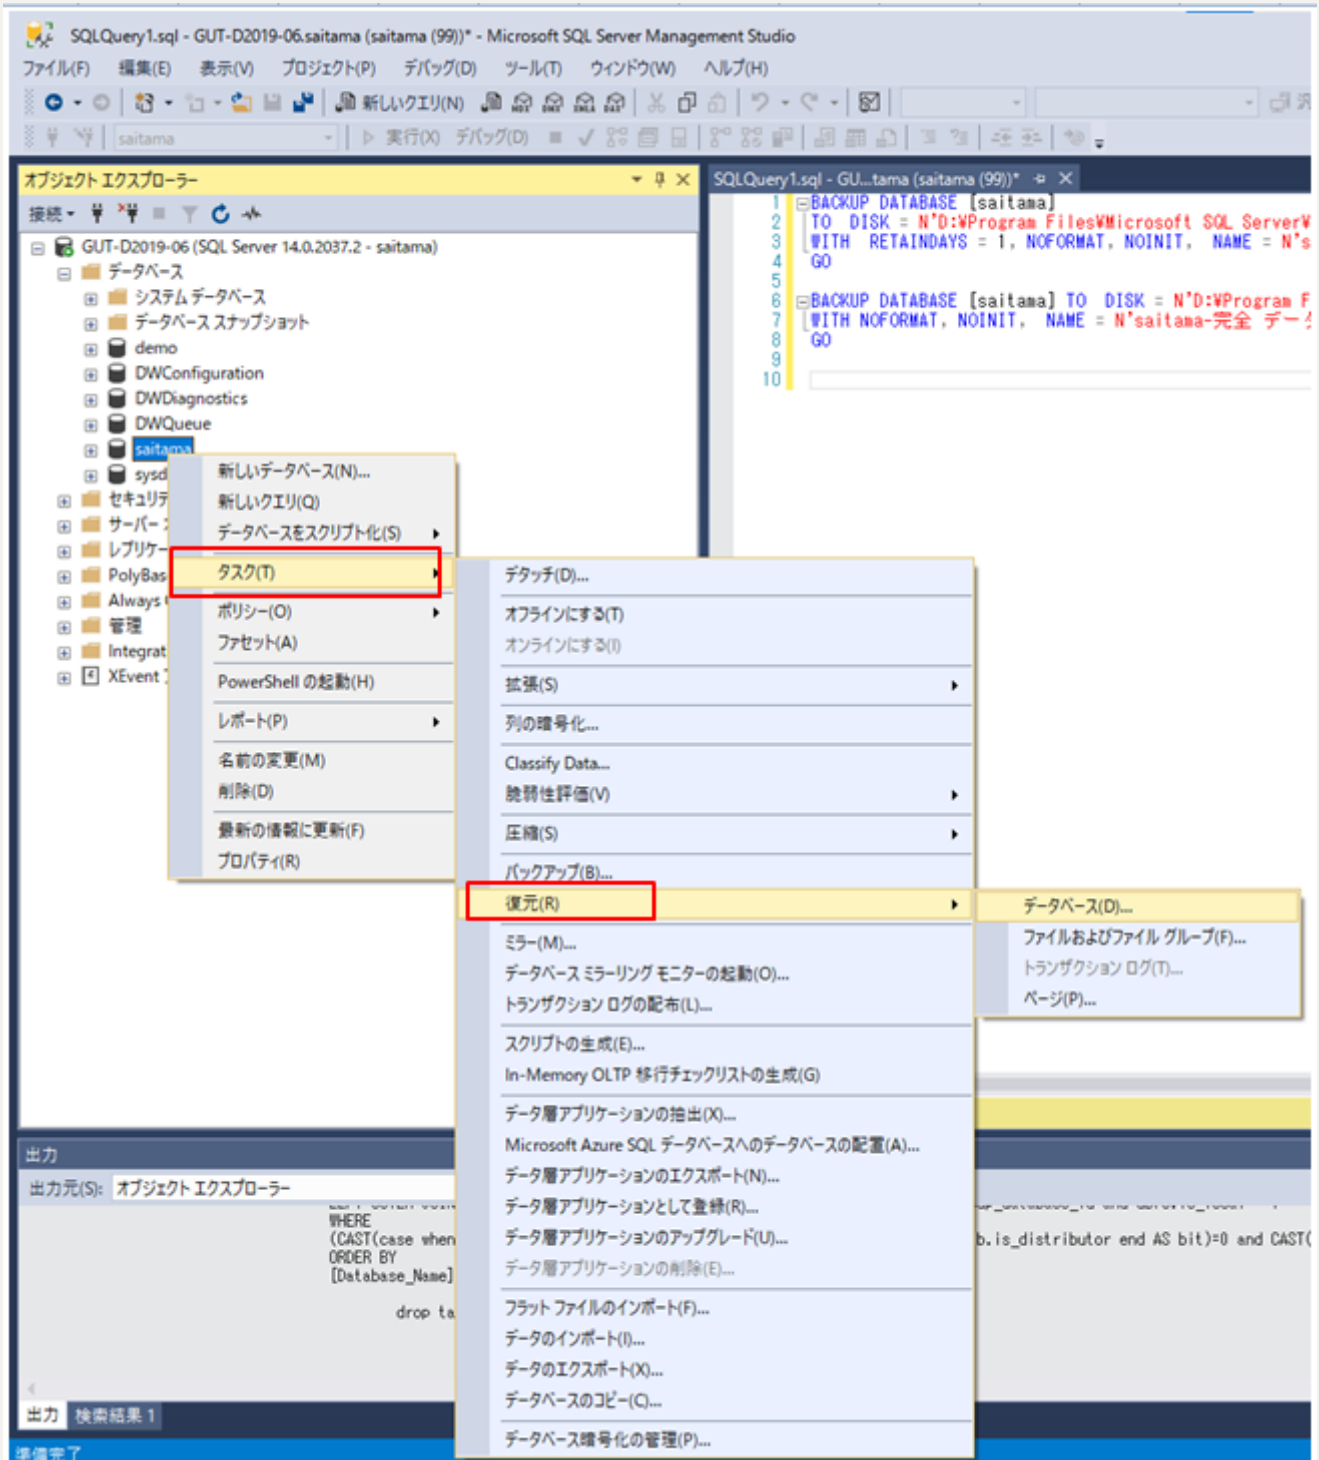 SQLQuery1.sql - GUT-D2019-06.saitama (saitama (99))* - Microsoft SQL Server Management Studio
ファイル(F) 編集(E) 表示(V) プロジェクト(P) デバッグ(D) ツール(T) ウィンドウ(W) ヘルプ(H)
新しいクエリ(N)
saitama 実行(X) デバッグ(D)
オブジェクト エクスプローラー
接続
GUT-D2019-06 (SQL Server 14.0.2037.2 - saitama)
データベース
システム データベース
データベース スナップショット
demo
DWConfiguration
DWDiagnostics
DWQueue
saitama
sysd
セキュリテ
サーバー
レプリケー
PolyBas
Always
管理
Integrat
XEvent
SQLQuery1.sql - GU...tama (saitama (99))*
1 BACKUP DATABASE [saitama]
2 TO DISK = N'D:¥Program Files¥Microsoft SQL Server¥
3 WITH RETAINDAYS = 1, NOFORMAT, NOINIT, NAME = N's
4 GO
5
6 BACKUP DATABASE [saitama] TO DISK = N'D:¥Program F
7 WITH NOFORMAT, NOINIT, NAME = N'saitama-完全 デー
8 GO
9
10
新しいデータベース(N)...
新しいクエリ(Q)
データベースをスクリプト化(S)
タスク(T)
ポリシー(O)
ファセット(A)
PowerShell の起動(H)
レポート(P)
名前の変更(M)
削除(D)
最新の情報に更新(F)
プロパティ(R)
デタッチ(D)...
オフラインにする(T)
オンラインにする(I)
拡張(S)
列の暗号化...
Classify Data...
脆弱性評価(V)
圧縮(S)
バックアップ(B)...
復元(R)
ミラー(M)...
データベース ミラーリング モニターの起動(O)...
トランザクション ログの配布(L)...
スクリプトの生成(E)...
In-Memory OLTP 移行チェックリストの生成(G)
データ層アプリケーションの抽出(X)...
Microsoft Azure SQL データベースへのデータベースの配置(A)...
データ層アプリケーションのエクスポート(N)...
データ層アプリケーションとして登録(R)...
データ層アプリケーションのアップグレード(U)...
データ層アプリケーションの削除(E)...
フラット ファイルのインポート(F)...
データのインポート(I)...
データのエクスポート(X)...
データベースのコピー(C)...
データベース暗号化の管理(P)...
データベース(D)...
ファイルおよびファイル グループ(F)...
トランザクション ログ(T)...
ページ(P)...
出力
出力元(S): オブジェクト エクスプローラー
WHERE
(CAST(case when b.is_distributor end AS bit)=0 and CAST(
ORDER BY
[Database_Name]
drop ta
出力 検索結果 1
準備完了